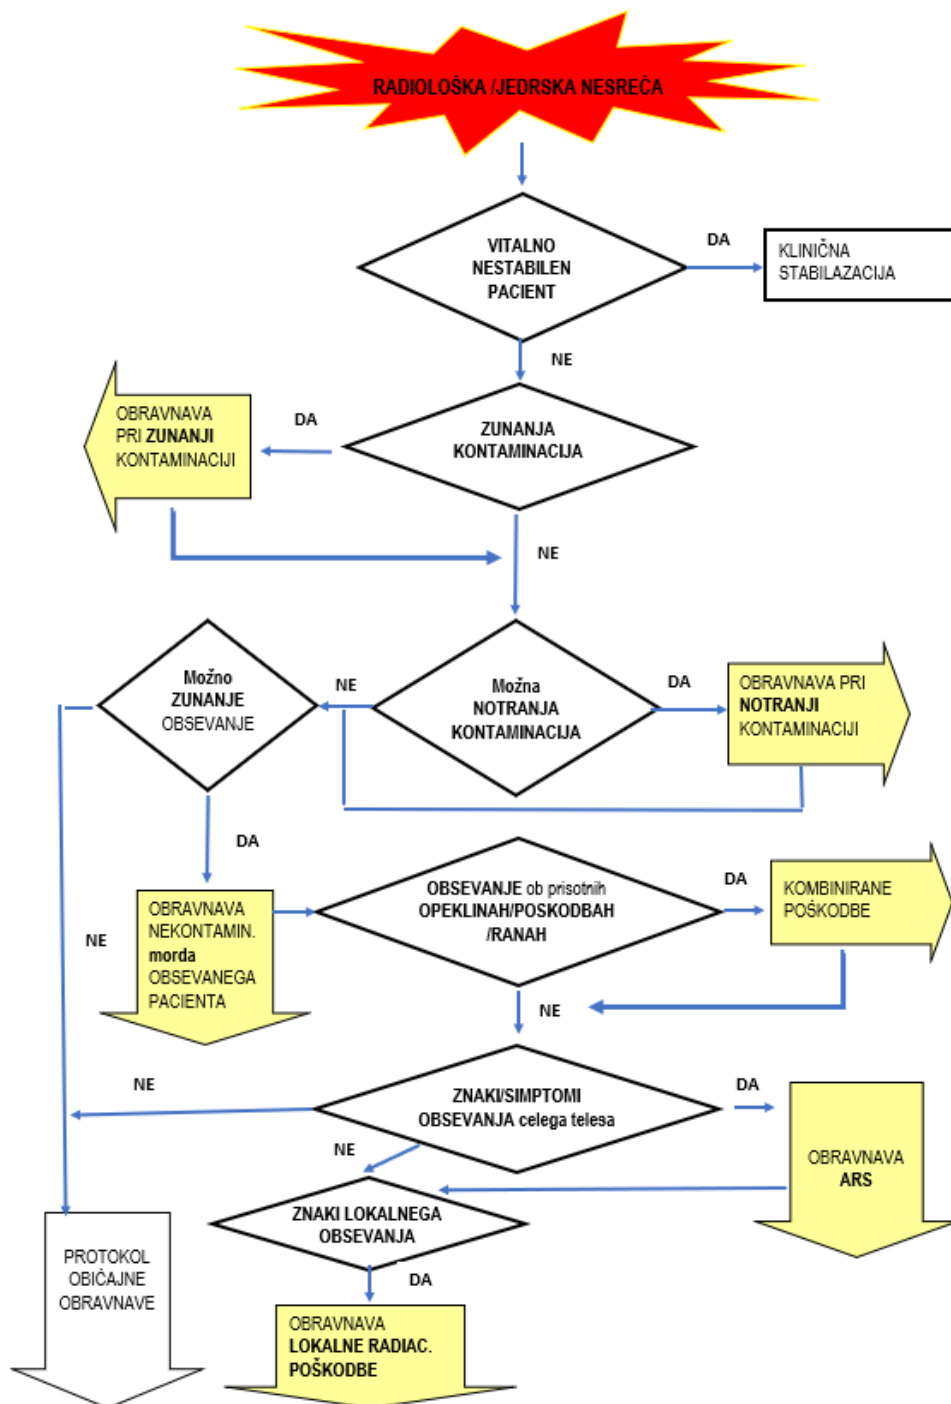 RADIOLOŠKA /JEDRSKA NESREČA
VITALNO
NESTABILEN
PACIENT
DA
KLINIČNA
STABILAZACIJA
NE
ZUNANJA
KONTAMINACIJA
DA
OBRAVNAVA
PRI ZUNANJI
KONTAMINACIJI
NE
Možna
NOTRANJA
KONTAMINACIJA
DA
OBRAVNAVA PRI
NOTRANJI
KONTAMINACIJI
NE
Možno
ZUNANJE
OBSEVANJE
DA
NE
OBRAVNAVA
NEKONTAMIN.
morda
OBSEVANEGA
PACIENTA
OBSEVANJE ob prisotnih
OPEKLINAH/POSKODBAH
/RANAH
DA
KOMBINIRANE
POŠKODBE
NE
ZNAKI/SIMPTOMI
OBSEVANJA celega telesa
NE
DA
OBRAVNAVA
ARS
NE
ZNAKI LOKALNEGA
OBSEVANJA
DA
PROTOKOL
OBIČAJNE
OBRAVNAVE
OBRAVNAVA
LOKALNE RADIAC.
POŠKODBE